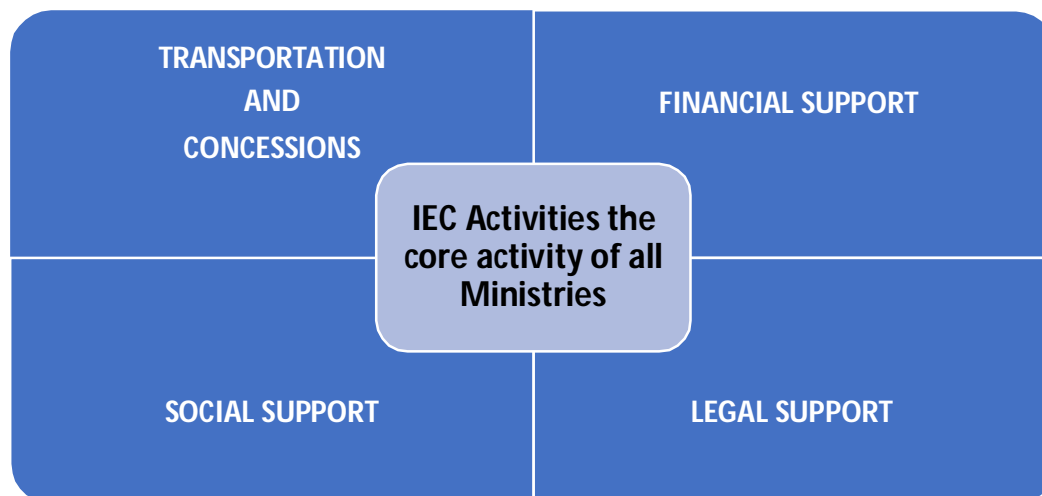 TRANSPORTATION
AND
CONCESSIONS
FINANCIAL SUPPORT
IEC Activities the
core activity of all
Ministries
SOCIAL SUPPORT
LEGAL SUPPORT